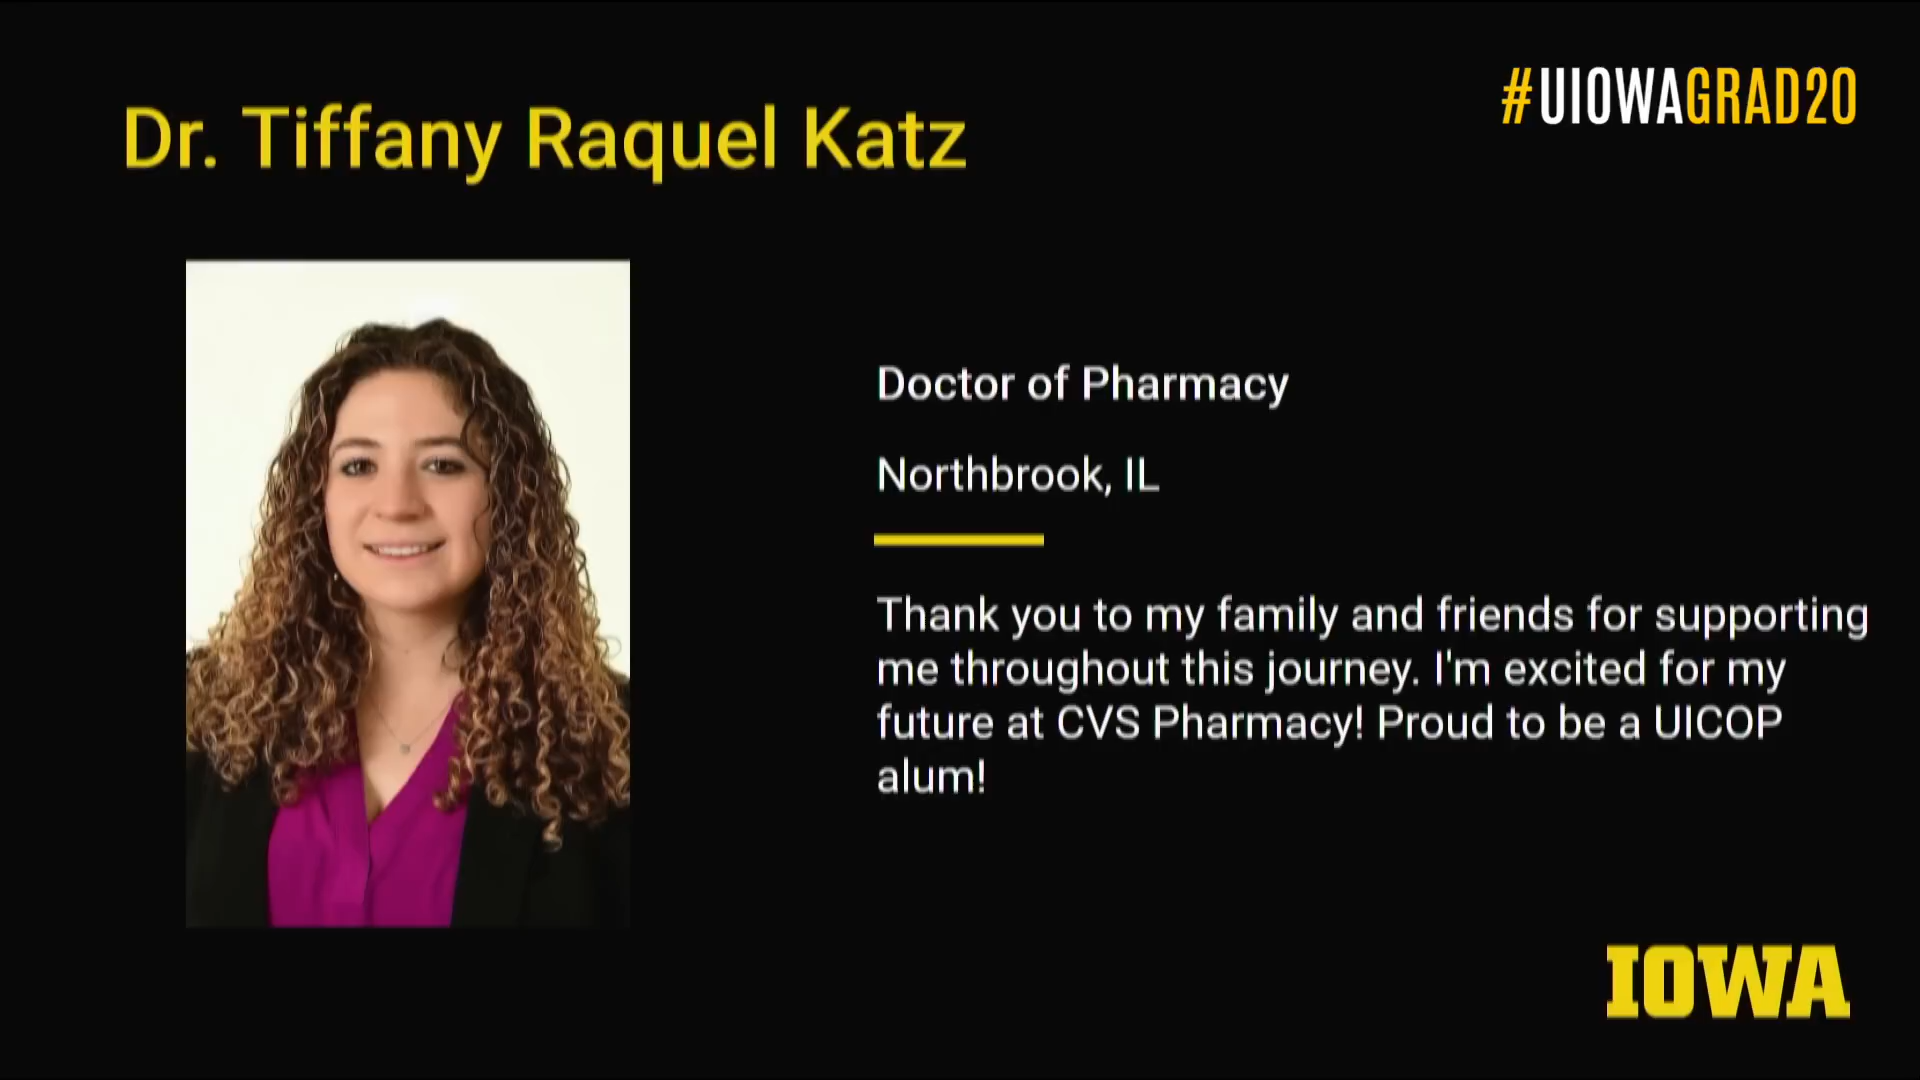 #UIOWAGRAD20
Dr. Tiffany Raquel Katz
Doctor of Pharmacy
Northbrook, IL
Thank you to my family and friends for supporting
me throughout this journey. I'm excited for my
future at CVS Pharmacy! Proud to be a UICOP
alum!
IOWA